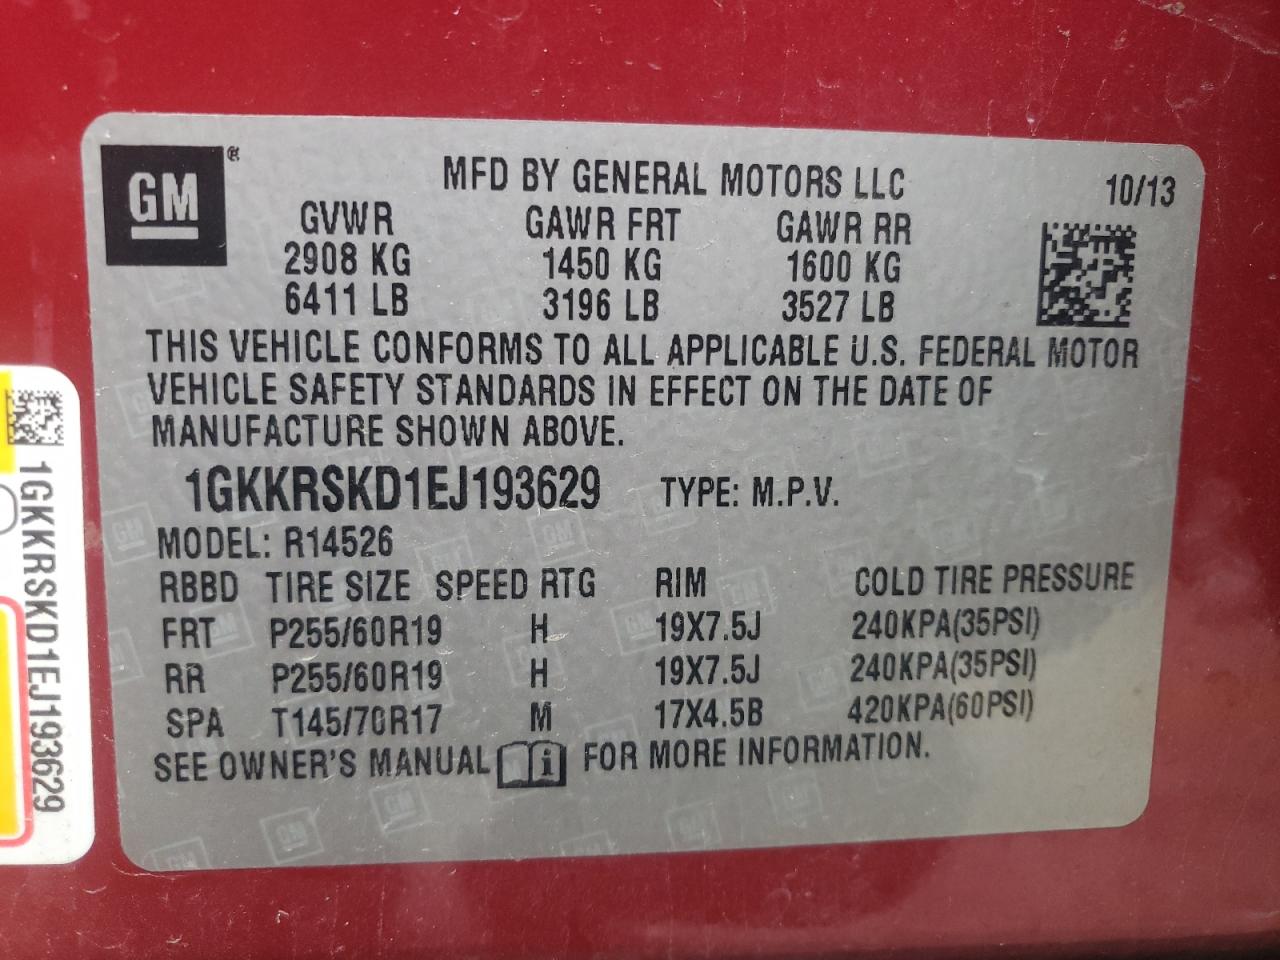 GM
®
MFD BY GENERAL MOTORS LLC
10/13
GVWR GAWR FRT GAWR RR
2908 KG 1450 KG 1600 KG
6411 LB 3196 LB 3527 LB
THIS VEHICLE CONFORMS TO ALL APPLICABLE U.S. FEDERAL MOTOR
VEHICLE SAFETY STANDARDS IN EFFECT ON THE DATE OF
MANUFACTURE SHOWN ABOVE.
1GKKRSKD1EJ193629 TYPE: M.P.V.
MODEL: R14526
RBBD TIRE SIZE SPEED RTG RIM COLD TIRE PRESSURE
FRT P255/60R19 H 19X7.5J 240KPA(35PSI)
RR P255/60R19 H 19X7.5J 240KPA(35PSI)
SPA T145/70R17 M 17X4.5B 420KPA(60PSI)
SEE OWNER'S MANUAL i FOR MORE INFORMATION.
1GKKRSKD1EJ193629